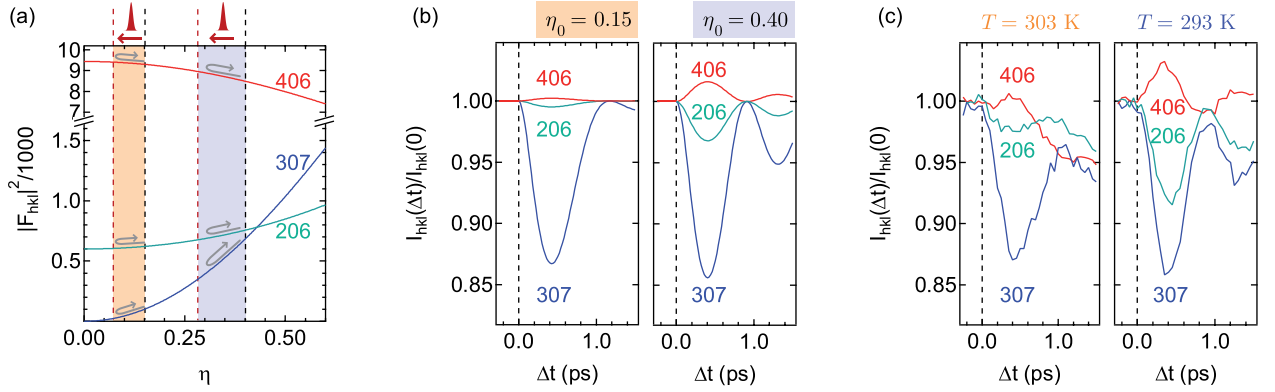 (a)
|F_hkl|²/1000
10
9
8
7
1.5
1.0
0.5
406
307
206
0.00
0.25
0.50
η
(b)
η₀ = 0.15
η₀ = 0.40
I_hkl(Δt)/I_hkl(0)
1.00
0.95
0.90
0.85
406
206
307
406
206
307
0.0
1.0
0.0
1.0
Δt (ps)
Δt (ps)
(c)
T = 303 K
T = 293 K
I_hkl(Δt)/I_hkl(0)
1.00
0.95
0.90
0.85
406
206
307
406
206
307
0.0
1.0
0.0
1.0
Δt (ps)
Δt (ps)